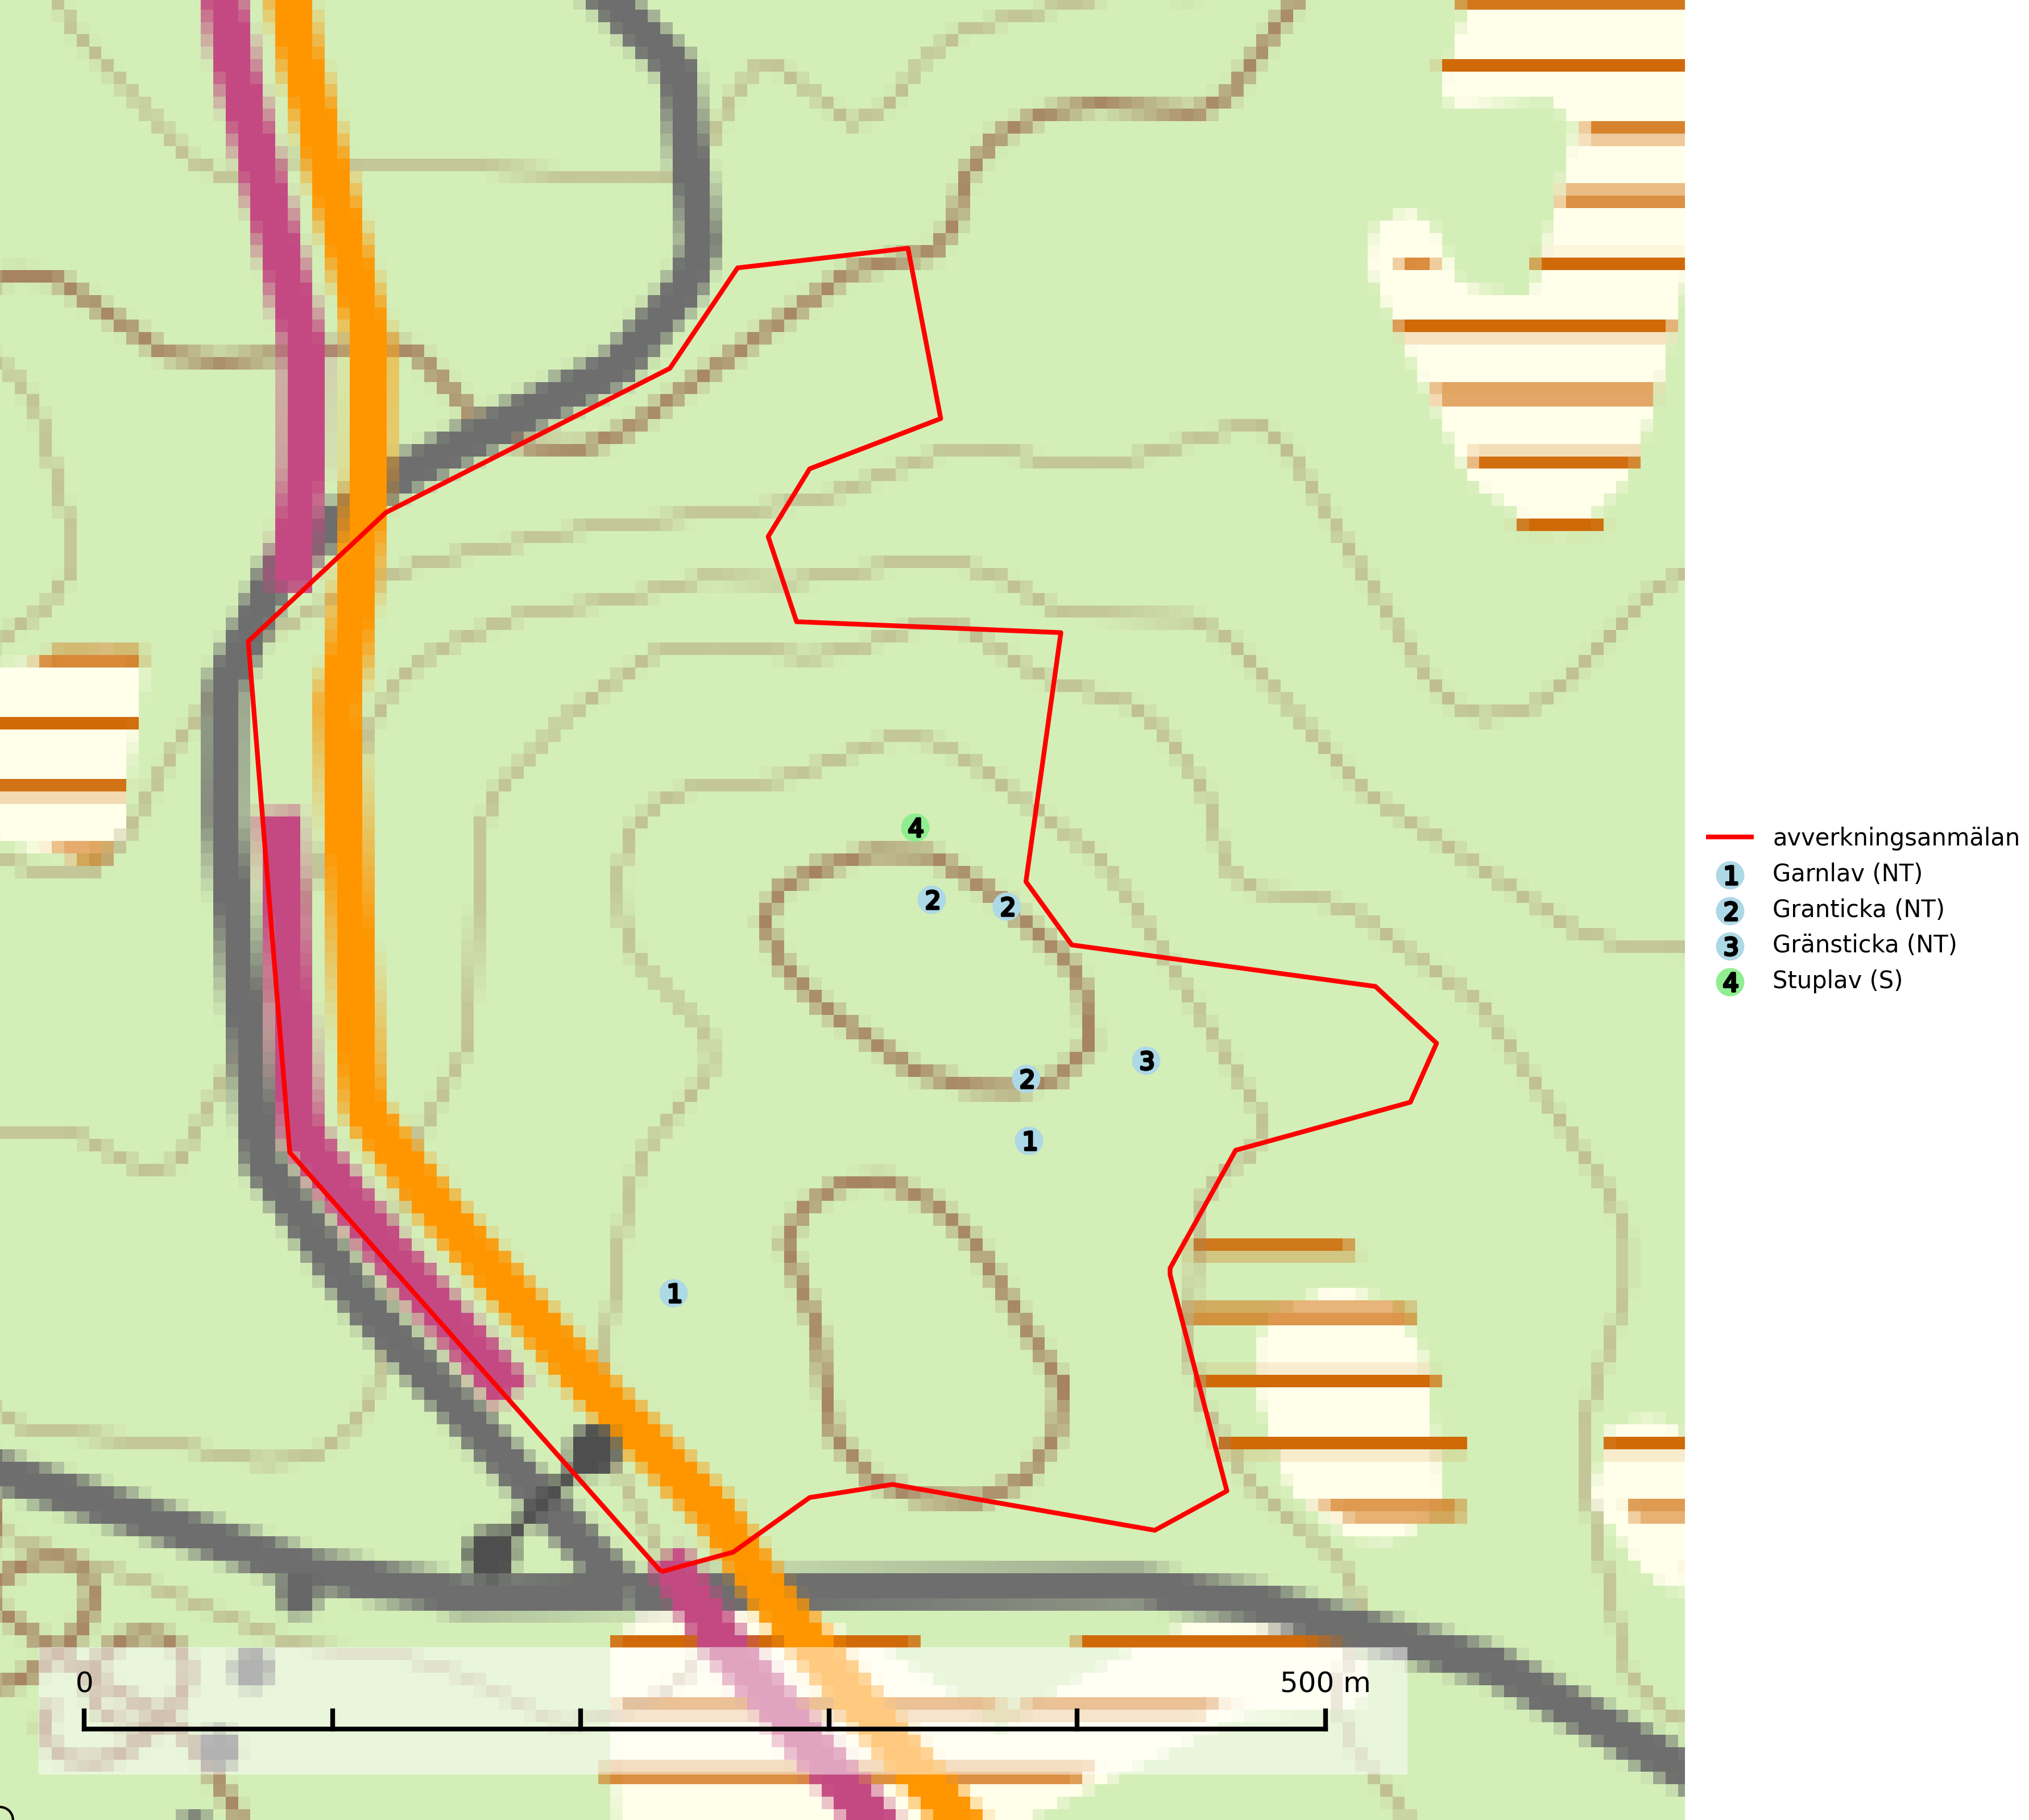 4
2
2
3
2
1
1
0 500 m
avverkningsanmälan
1 Garnlav (NT)
2 Granticka (NT)
3 Gränsticka (NT)
4 Stuplav (S)